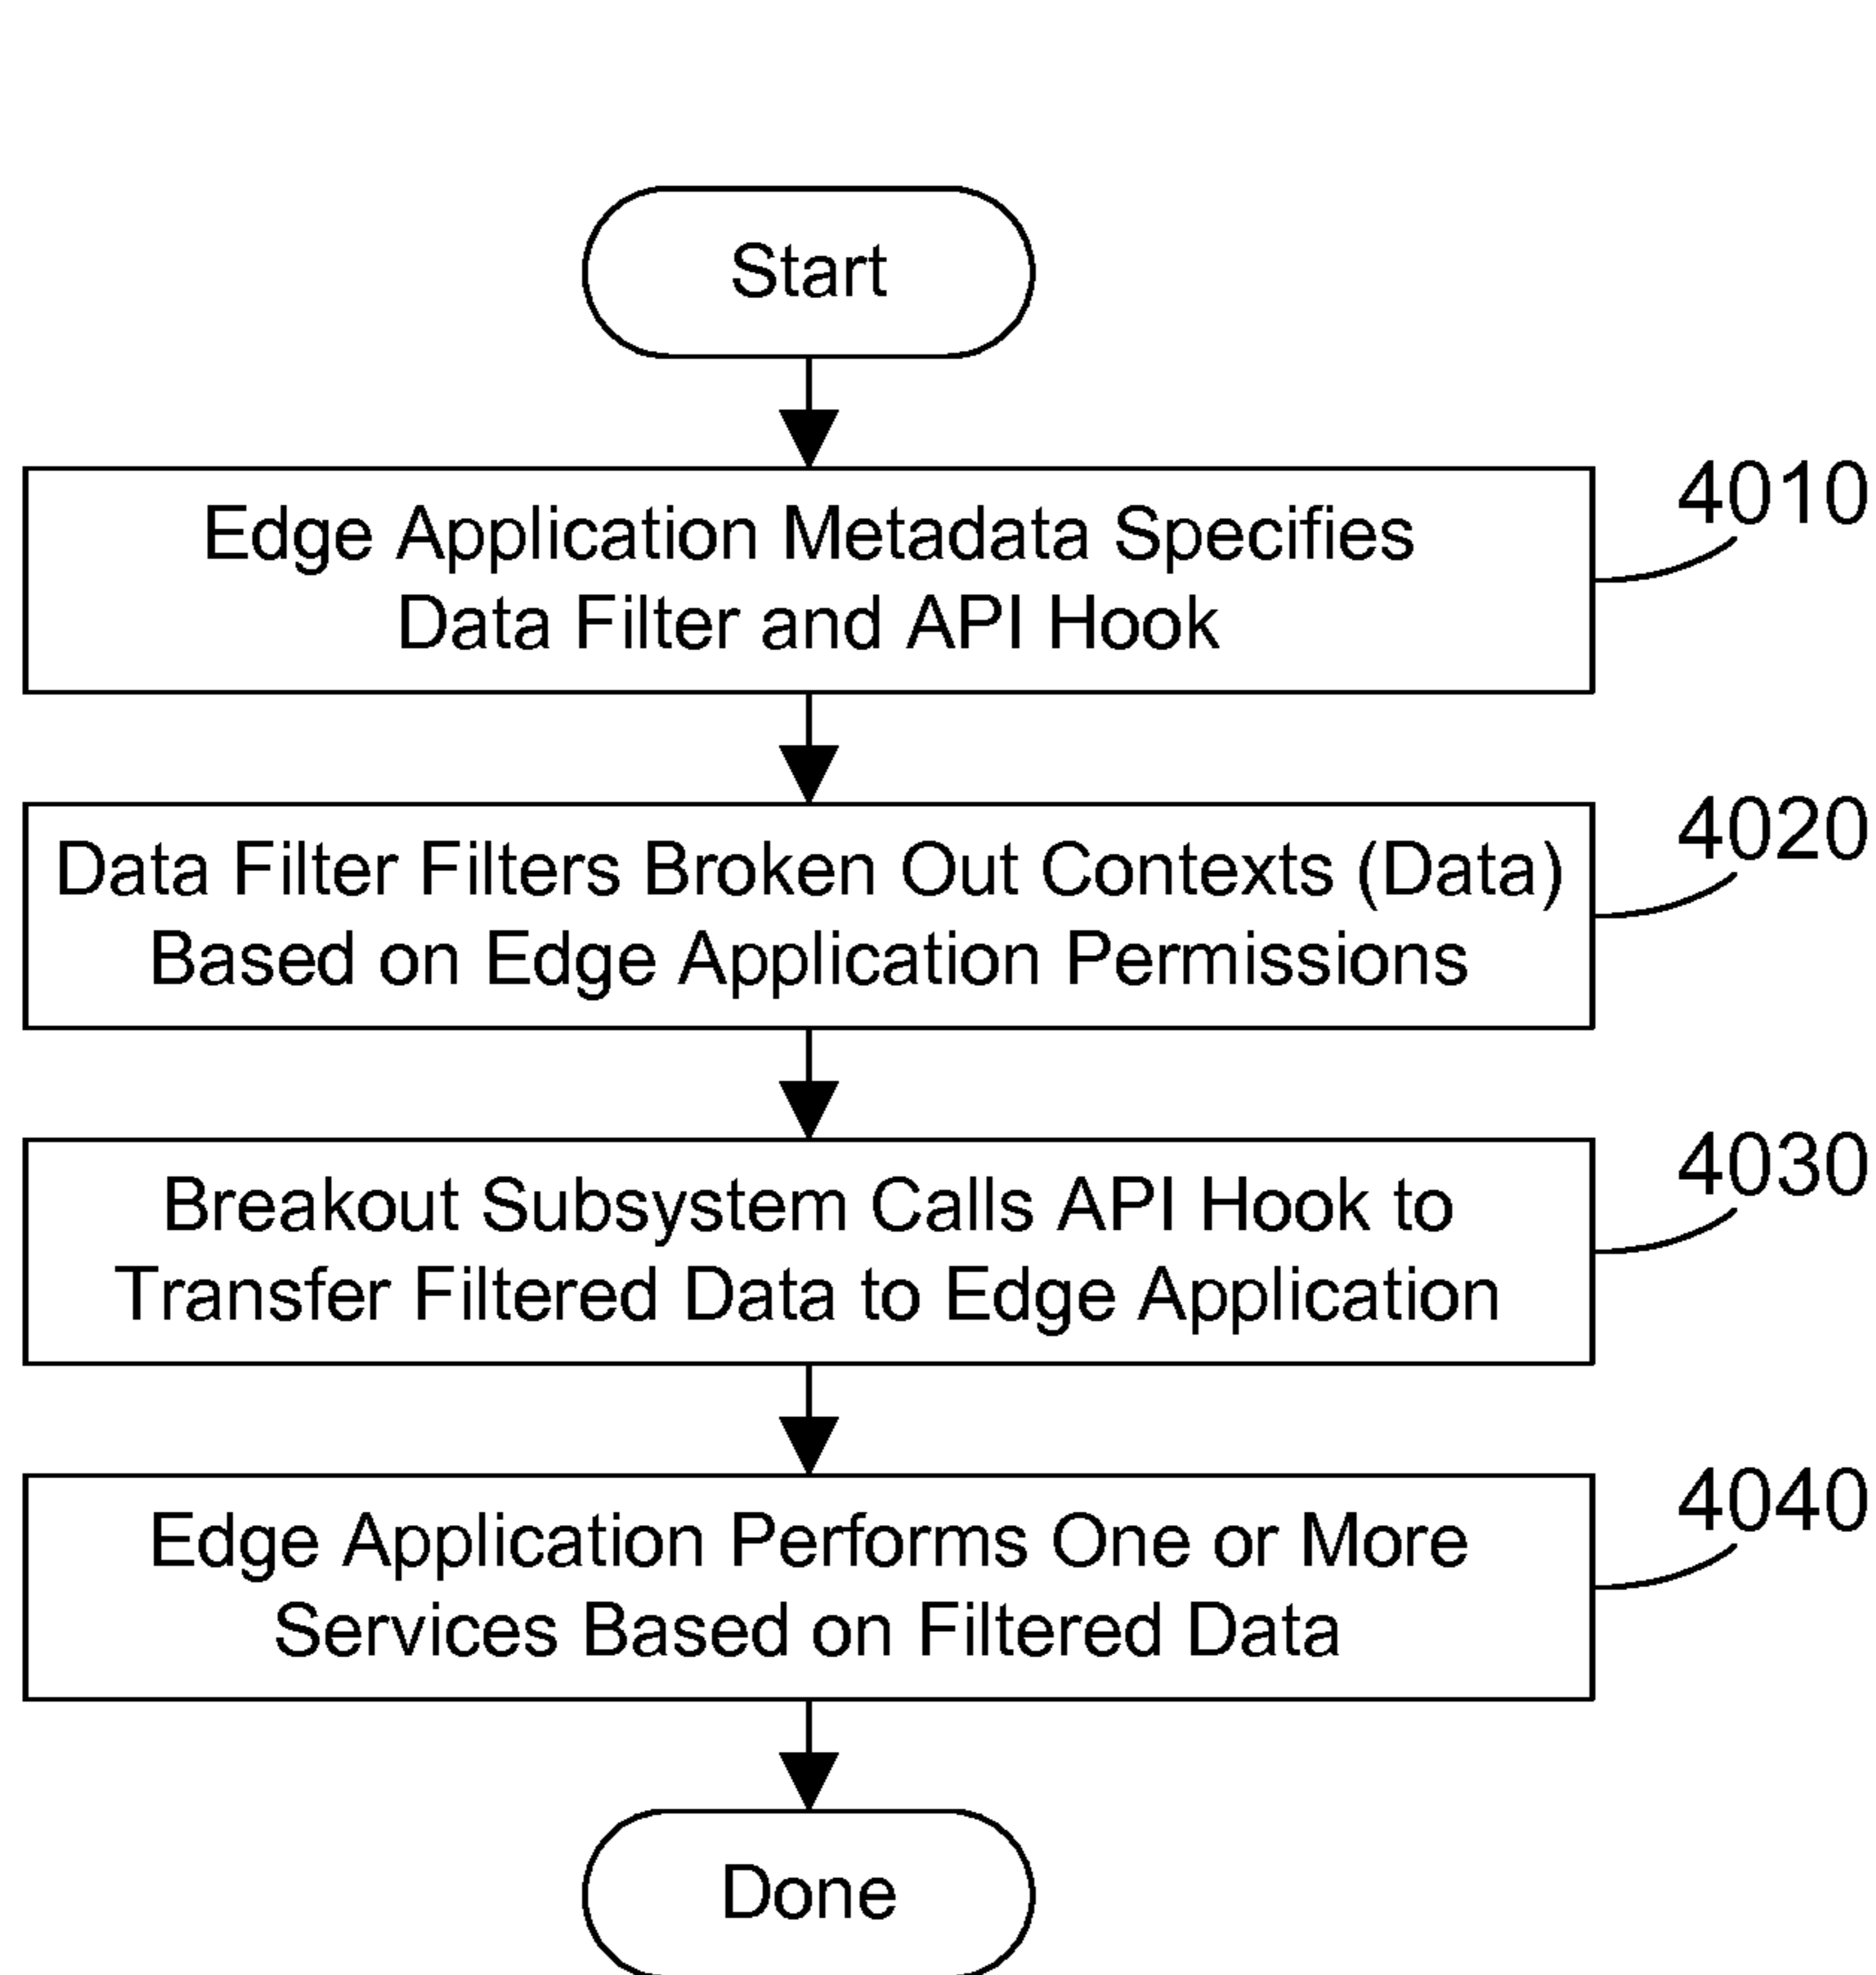 Start
Edge Application Metadata Specifies
Data Filter and API Hook
4010
Data Filter Filters Broken Out Contexts (Data)
Based on Edge Application Permissions
4020
Breakout Subsystem Calls API Hook to
Transfer Filtered Data to Edge Application
4030
Edge Application Performs One or More
Services Based on Filtered Data
4040
Done